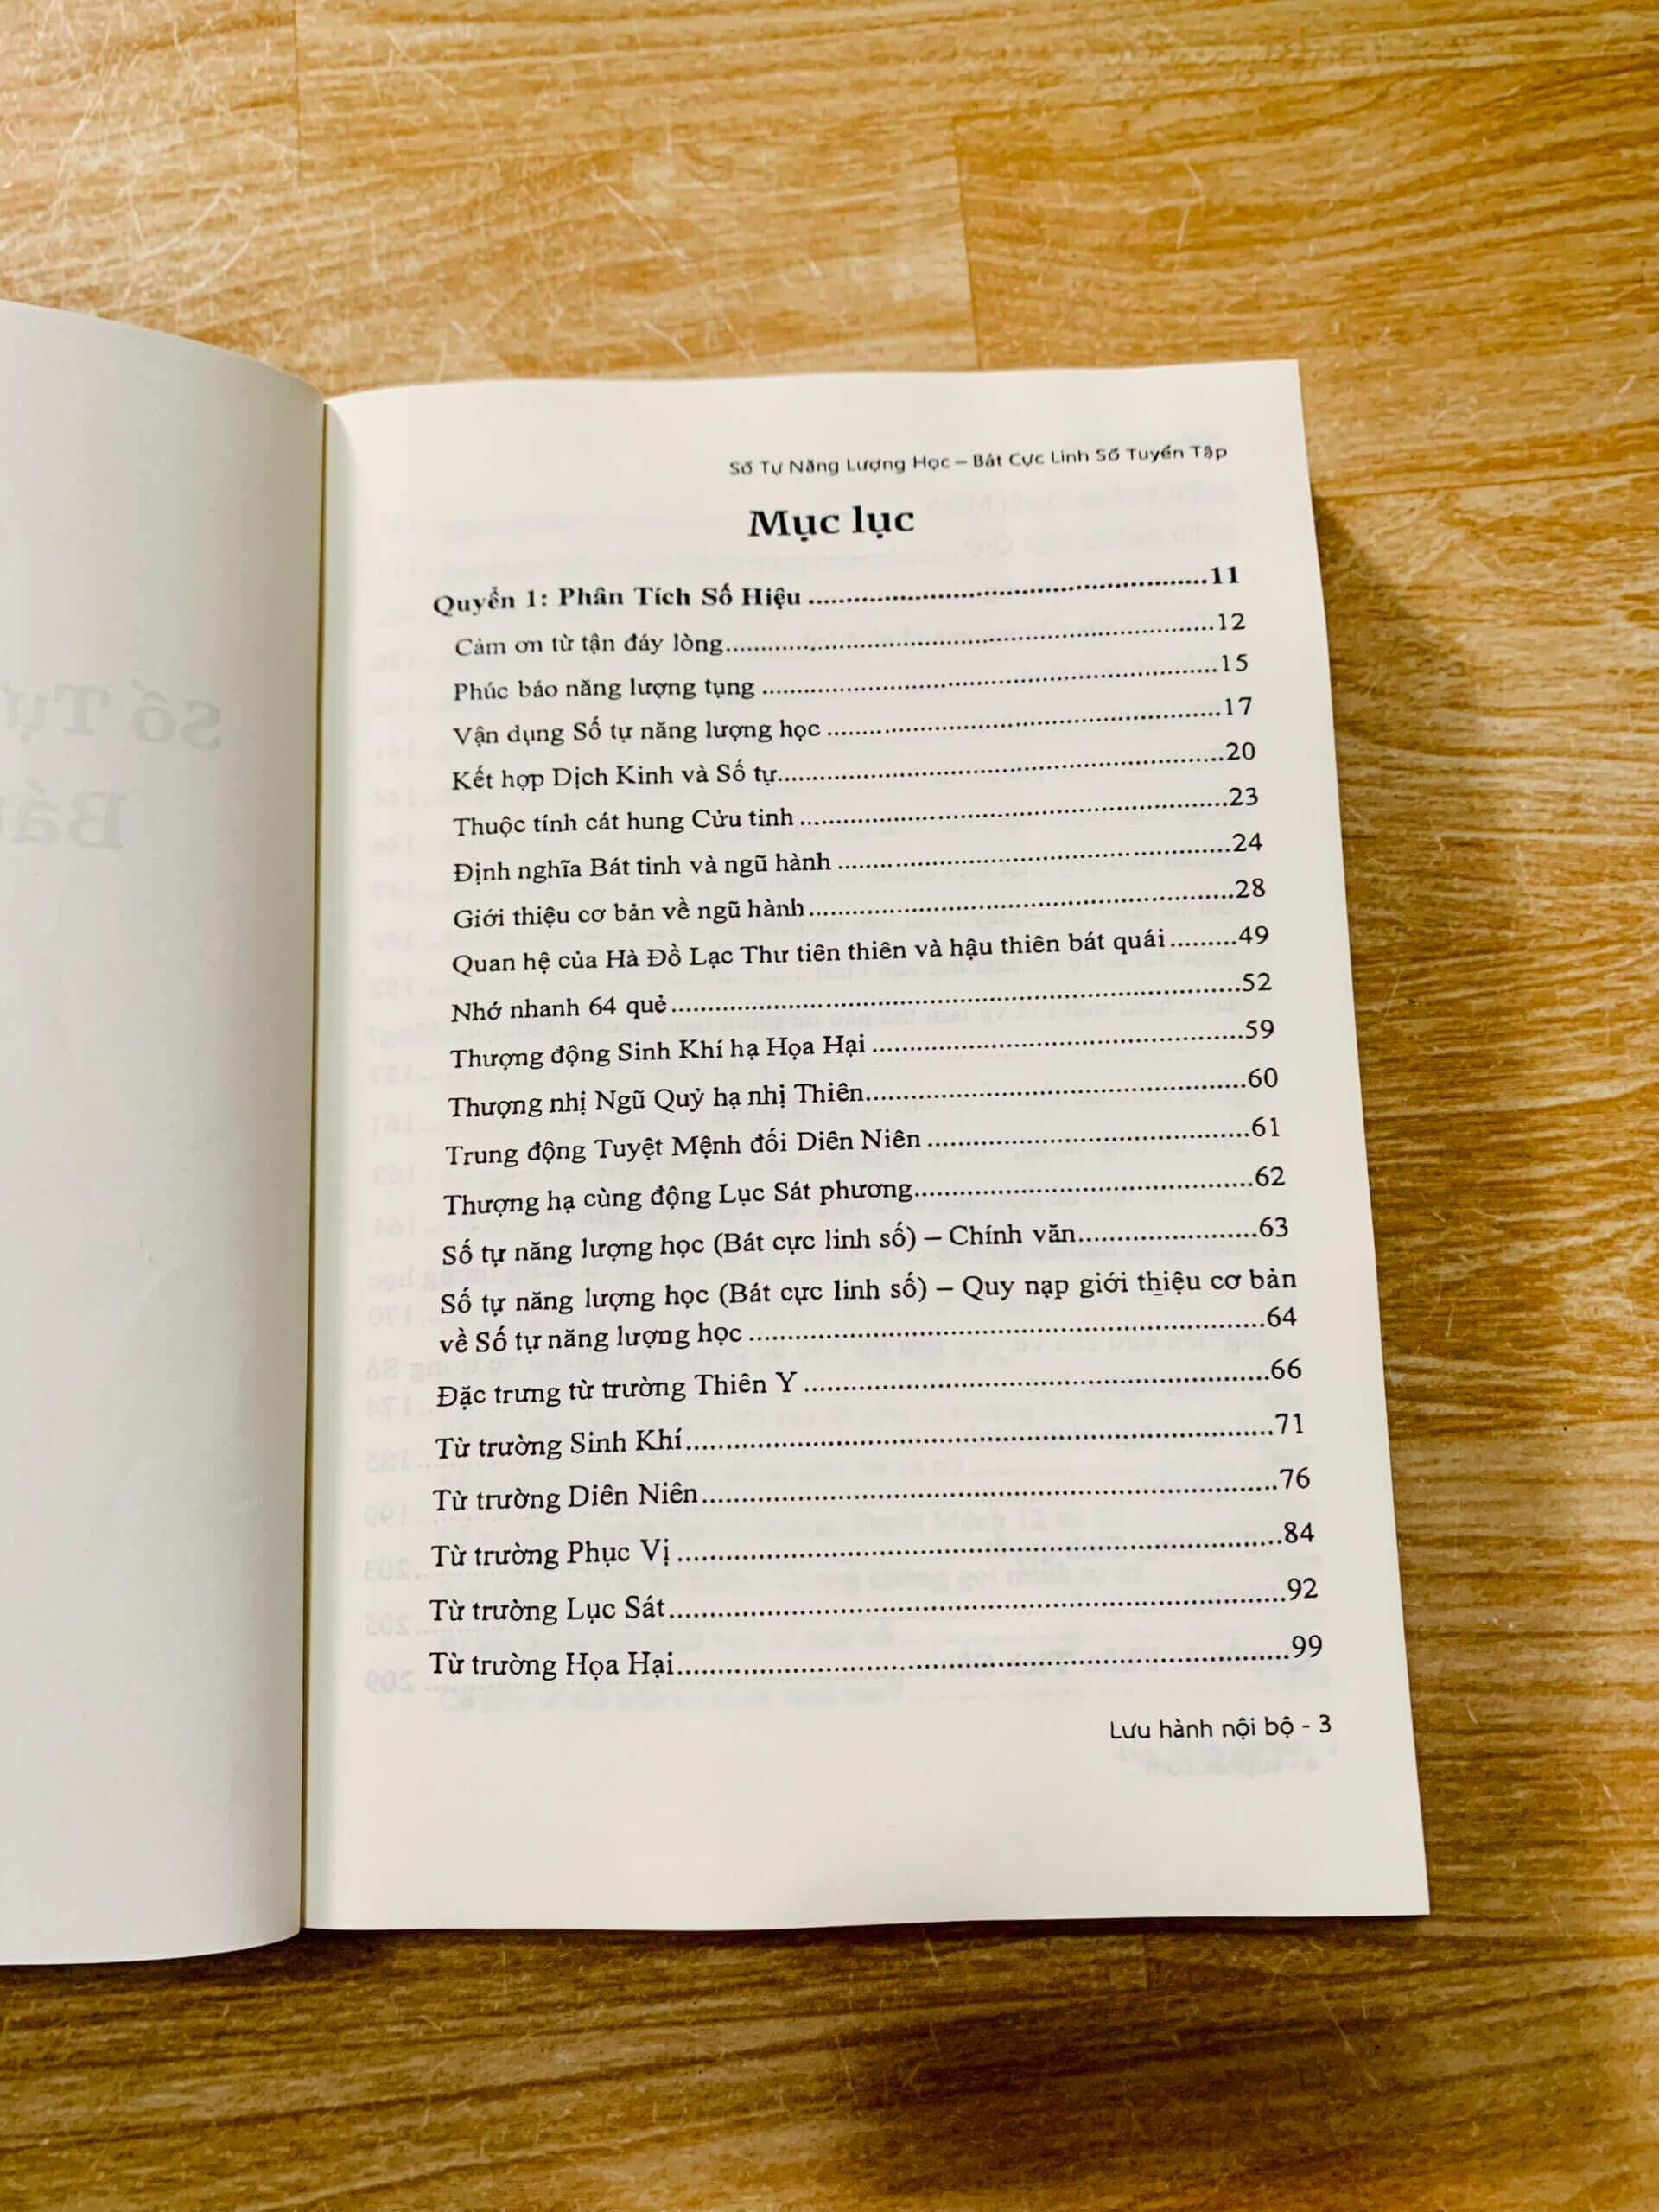 Số Tự Năng Lượng Học – Bát Cực Linh Số Tuyển Tập
Mục lục
Quyển 1: Phân Tích Số Hiệu ........ 11
Cảm ơn từ tận đáy lòng ........ 12
Phúc báo năng lượng tụng ........ 15
Vận dụng Số tự năng lượng học ........ 17
Kết hợp Dịch Kinh và Số tự ........ 20
Thuộc tính cát hung Cửu tinh ........ 23
Định nghĩa Bát tinh và ngũ hành ........ 24
Giới thiệu cơ bản về ngũ hành ........ 28
Quan hệ của Hà Đồ Lạc Thư tiên thiên và hậu thiên bát quái ........ 49
Nhớ nhanh 64 quẻ ........ 52
Thượng động Sinh Khí hạ Họa Hại ........ 59
Thượng nhị Ngũ Quỷ hạ nhị Thiên ........ 60
Trung động Tuyệt Mệnh đối Diên Niên ........ 61
Thượng hạ cùng động Lục Sát phương ........ 62
Số tự năng lượng học (Bát cực linh số) – Chính văn ........ 63
Số tự năng lượng học (Bát cực linh số) – Quy nạp giới thiệu cơ bản
về Số tự năng lượng học ........ 64
Đặc trưng từ trường Thiên Y ........ 66
Từ trường Sinh Khí ........ 71
Từ trường Diên Niên ........ 76
Từ trường Phục Vị ........ 84
Từ trường Lục Sát ........ 92
Từ trường Họa Hại ........ 99
Lưu hành nội bộ - 3